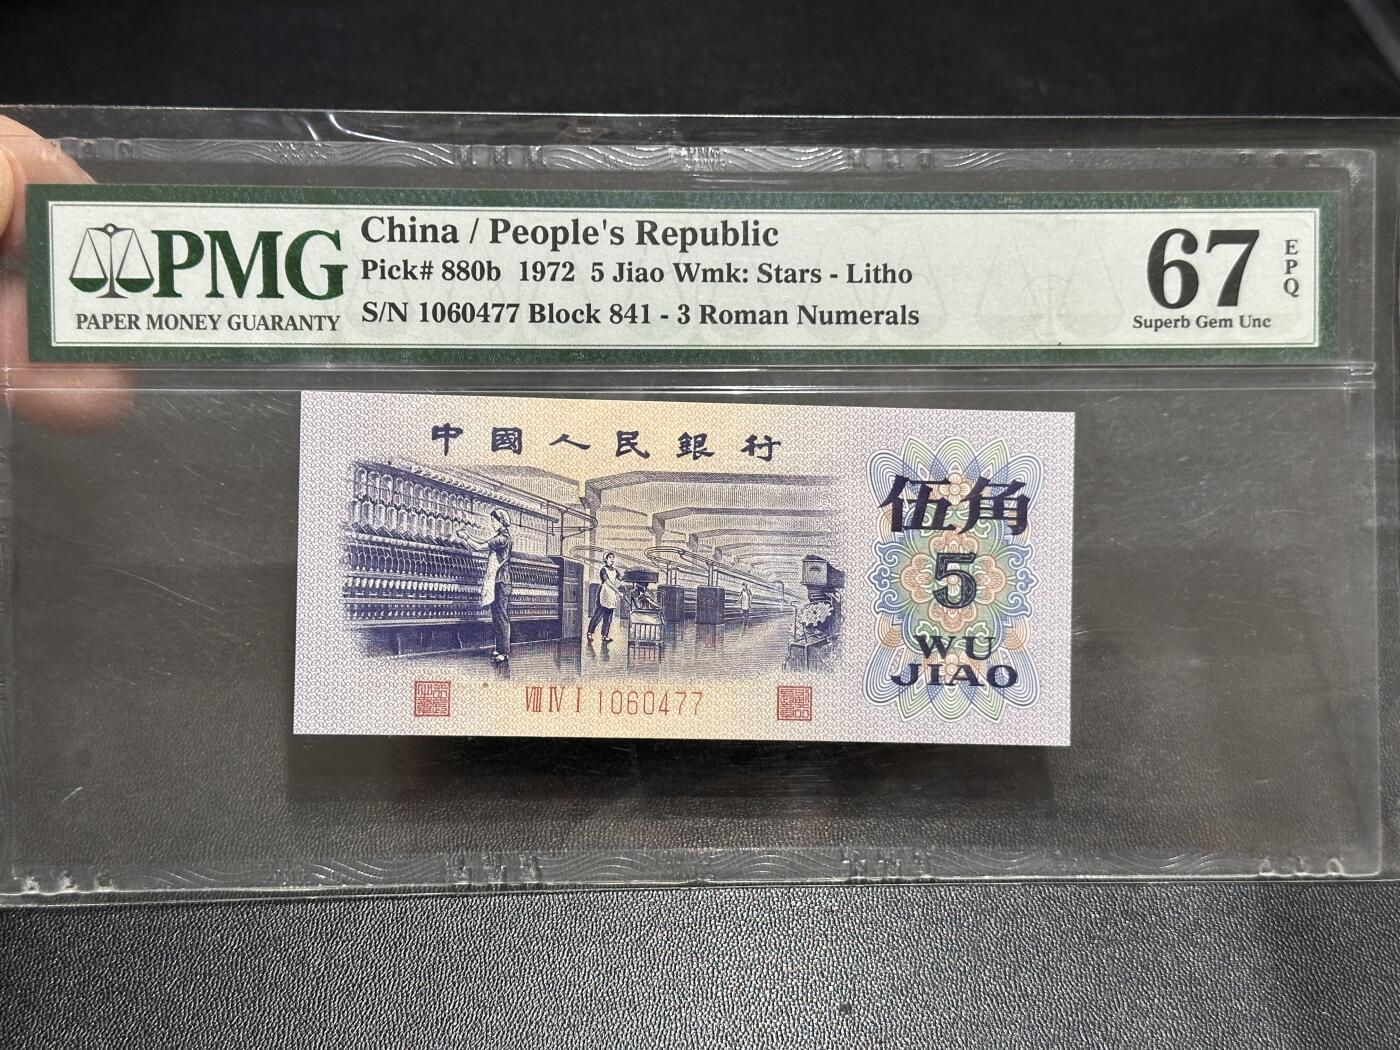 PMG
PAPER MONEY GUARANTY
China / People's Republic
Pick# 880b 1972 5 Jiao Wmk: Stars - Litho
S/N 1060477 Block 841 - 3 Roman Numerals
67
EPQ
Superb Gem Unc
中國人民銀行
伍角
5
WU
JIAO
VIII IV I 1060477